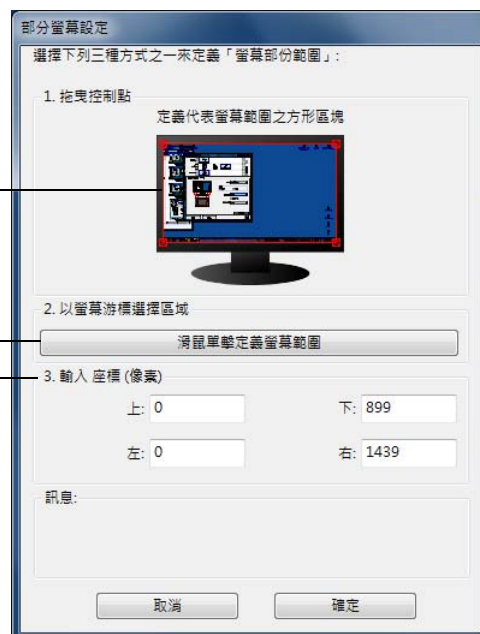 部分螢幕設定
選擇下列三種方式之一來定義「螢幕部份範圍」:
1. 拖曳控制點
定義代表螢幕範圍之方形區塊
2. 以螢幕游標選擇區域
滑鼠單擊定義螢幕範圍
3. 輸入 座標 (像素)
上: 0 下: 899
左: 0 右: 1439
訊息:
取消 確定